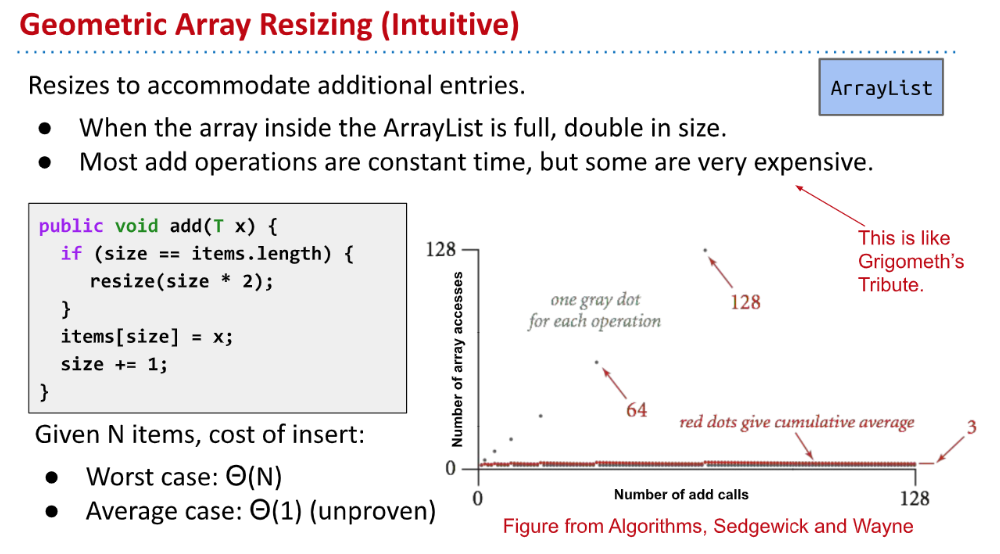 Geometric Array Resizing (Intuitive)
Resizes to accommodate additional entries.
ArrayList
● When the array inside the ArrayList is full, double in size.
● Most add operations are constant time, but some are very expensive.
This is like
Grigometh's
Tribute.
public void add(T x) {
if (size == items.length) {
resize(size * 2);
}
items[size] = x;
size += 1;
}
Given N items, cost of insert:
● Worst case: Θ(N)
● Average case: Θ(1) (unproven)
128
Number of array accesses
0
one gray dot
for each operation
128
64
red dots give cumulative average
3
0
Number of add calls
128
Figure from Algorithms, Sedgewick and Wayne